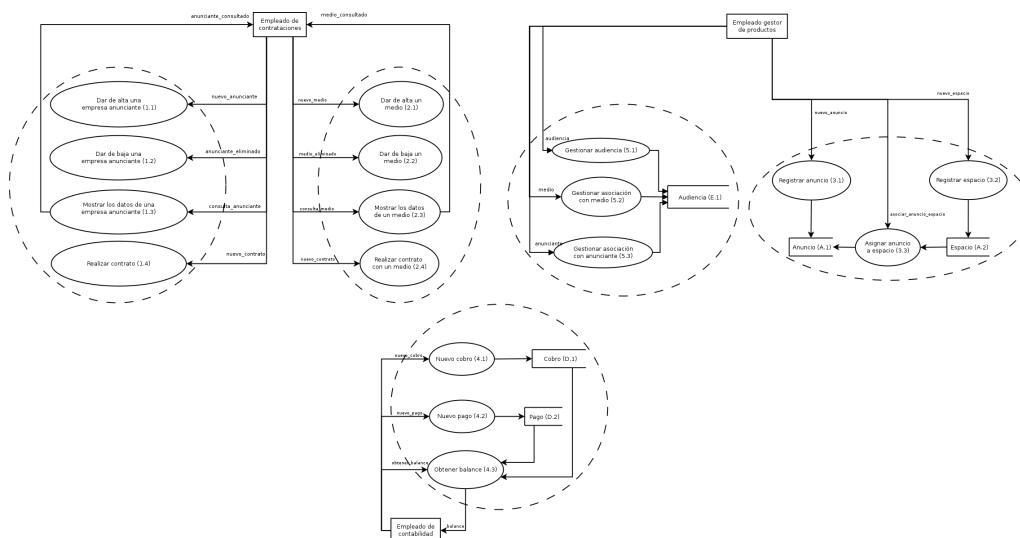 anunciante_consultado
Empleado de
contrataciones
medio_consultado
nuevo_anunciante
Dar de alta una
empresa anunciante (1.1)
anunciante_eliminado
Dar de baja una
empresa anunciante (1.2)
consulta_anunciante
Mostrar los datos de una
empresa anunciante (1.3)
nuevo_contrato
Realizar contrato (1.4)
nuevo_medio
Dar de alta un
medio (2.1)
medio_eliminado
Dar de baja un
medio (2.2)
consulta_medio
Mostrar los datos
de un medio (2.3)
nuevo_contrato
Realizar contrato
con un medio (2.4)
Empleado gestor
de productos
audiencia
Gestionar audiencia (5.1)
medio
Gestionar asociación
con medio (5.2)
anunciante
Gestionar asociación
con anunciante (5.3)
Audiencia (E.1)
nuevo_anuncio
nuevo_espacio
Registrar anuncio (3.1)
Registrar espacio (3.2)
asociar_anuncio_espacio
Anuncio (A.1)
Asignar anuncio
a espacio (3.3)
Espacio (A.2)
nuevo_cobro
Nuevo cobro (4.1)
Cobro (D.1)
nuevo_pago
Nuevo pago (4.2)
Pago (D.2)
obtener_balance
Obtener balance (4.3)
balance
Empleado de
contabilidad